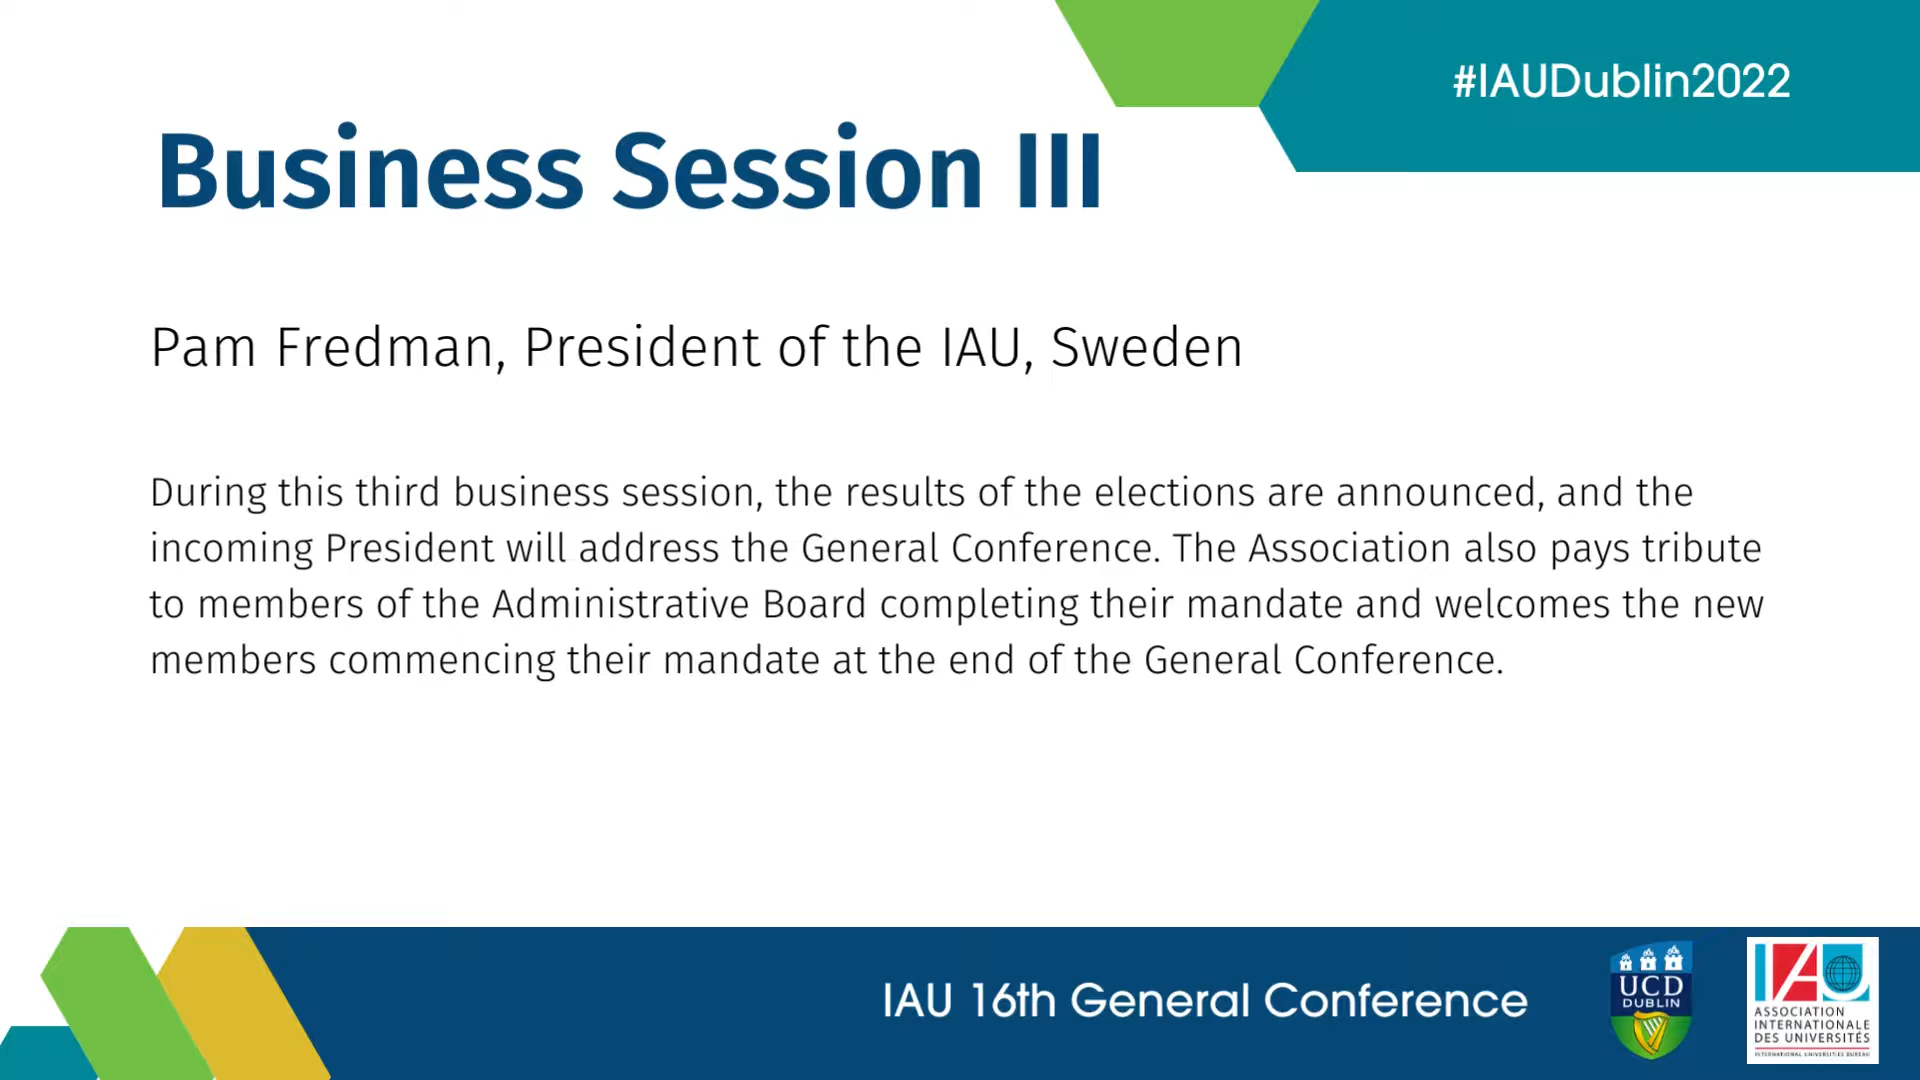 #IAUDublin2022
Business Session III
Pam Fredman, President of the IAU, Sweden
During this third business session, the results of the elections are announced, and the
incoming President will address the General Conference. The Association also pays tribute
to members of the Administrative Board completing their mandate and welcomes the new
members commencing their mandate at the end of the General Conference.
IAU 16th General Conference
UCD
DUBLIN
IAU
ASSOCIATION
INTERNATIONALE
DES UNIVERSITÉS
INTERNATIONAL UNIVERSITIES BUREAU